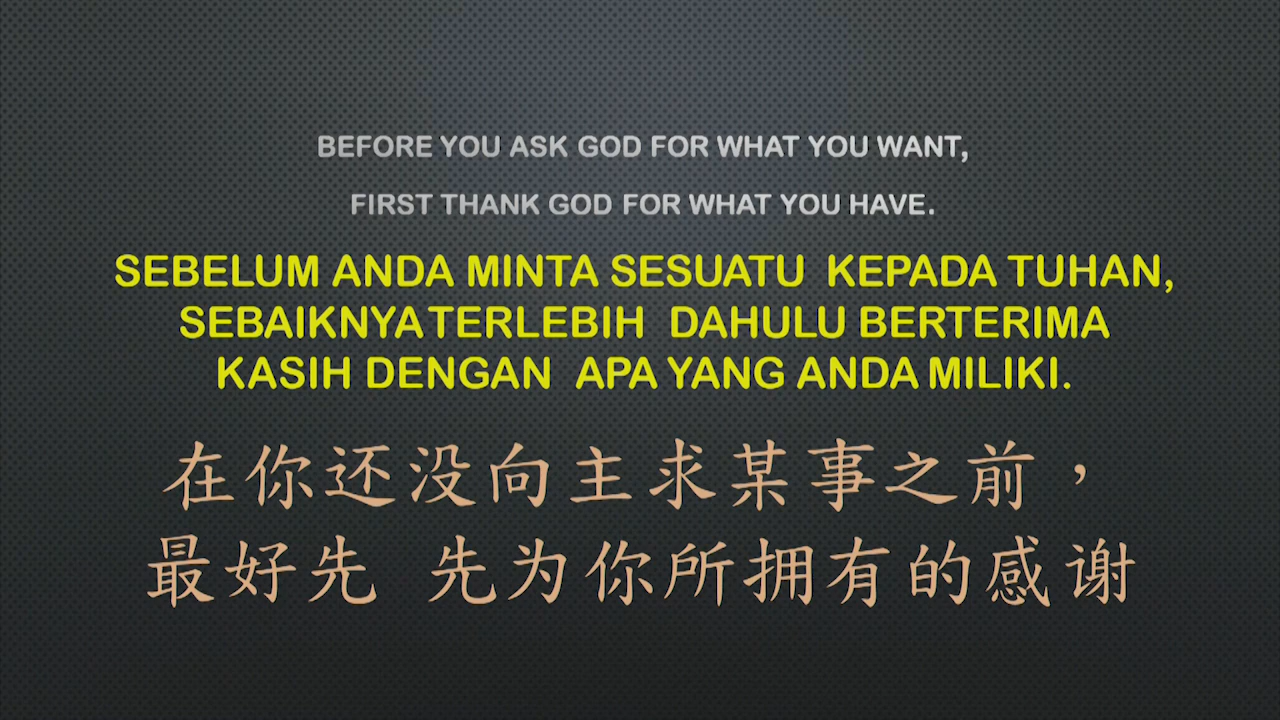 BEFORE YOU ASK GOD FOR WHAT YOU WANT,
FIRST THANK GOD FOR WHAT YOU HAVE.
SEBELUM ANDA MINTA SESUATU KEPADA TUHAN,
SEBAIKNYA TERLEBIH DAHULU BERTERIMA
KASIH DENGAN APA YANG ANDA MILIKI.
在你还没向主求某事之前，
最好先 先为你所拥有的感谢